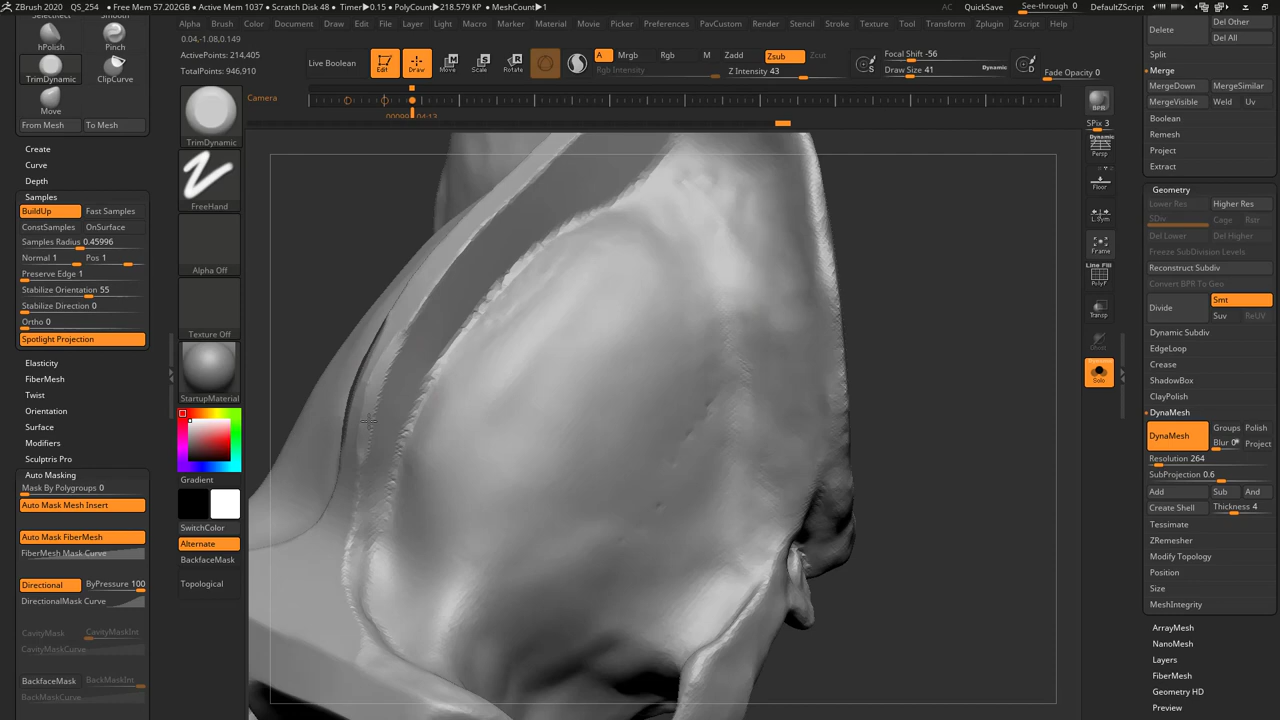 ZBrush 2020 QS_254 • Free Mem 57.202GB • Active Mem 1037 • Scratch Disk 48 • Timer▶0.15 • PolyCount▶218.579 KP • MeshCount▶1 AC QuickSave See-through 0 DefaultZScript
Alpha Brush Color Document Draw Edit File Layer Light Macro Marker Material Movie Picker Preferences PavCustom Render Stencil Stroke Texture Tool Transform Zplugin Zscript
0.04,-1.08,0.149
ActivePoints: 214,405
TotalPoints: 946,910
Live Boolean
Edit
Draw
Move
Scale
Rotate
A
Mrgb
Rgb
M
Zadd
Zsub
Zcut
Rgb Intensity
Z Intensity 43
S
Focal Shift -56
Draw Size 41
Dynamic
D
Fade Opacity 0
Camera
04:13
hPolish
Pinch
TrimDynamic
ClipCurve
Move
From Mesh
To Mesh
Create
Curve
Depth
Samples
BuildUp
Fast Samples
ConstSamples
OnSurface
Samples Radius 0.45996
Normal 1
Pos 1
Preserve Edge 1
Stabilize Orientation 55
Stabilize Direction 0
Ortho 0
Spotlight Projection
Elasticity
FiberMesh
Twist
Orientation
Surface
Modifiers
Sculptris Pro
Auto Masking
Mask By Polygroups 0
Auto Mask Mesh Insert
Auto Mask FiberMesh
FiberMesh Mask Curve
Directional
ByPressure 100
DirectionalMask Curve
CavityMask
CavityMaskInt
CavityMaskCurve
BackfaceMask
BackMaskInt
BackMaskCurve
TrimDynamic
FreeHand
Alpha Off
Texture Off
StartupMaterial
Gradient
SwitchColor
Alternate
BackfaceMask
Topological
BPR
SPix 3
Dynamic
Persp
Floor
L.Sym
Frame
Line Fill
PolyF
Transp
Ghost
Solo
Delete
Del Other
Del All
Split
Merge
MergeDown
MergeSimilar
MergeVisible
Weld
Uv
Boolean
Remesh
Project
Extract
Geometry
Lower Res
Higher Res
SDiv
Cage
Rstr
Del Lower
Del Higher
Freeze SubDivision Levels
Reconstruct Subdiv
Convert BPR To Geo
Divide
Smt
Suv
ReUV
Dynamic Subdiv
EdgeLoop
Crease
ShadowBox
ClayPolish
DynaMesh
DynaMesh
Groups
Polish
Blur 0
Project
Resolution 264
SubProjection 0.6
Add
Sub
And
Create Shell
Thickness 4
Tessimate
ZRemesher
Modify Topology
Position
Size
MeshIntegrity
ArrayMesh
NanoMesh
Layers
FiberMesh
Geometry HD
Preview